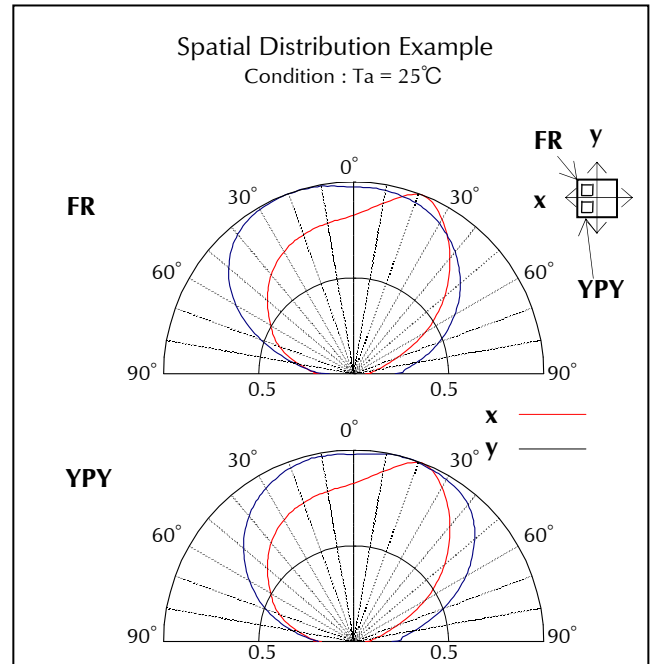 Spatial Distribution Example
Condition : Ta = 25℃
FR y
x
YPY
FR
0°
30° 30°
60° 60°
90° 90°
0.5 0.5
x
y
YPY
0°
30° 30°
60° 60°
90° 90°
0.5 0.5